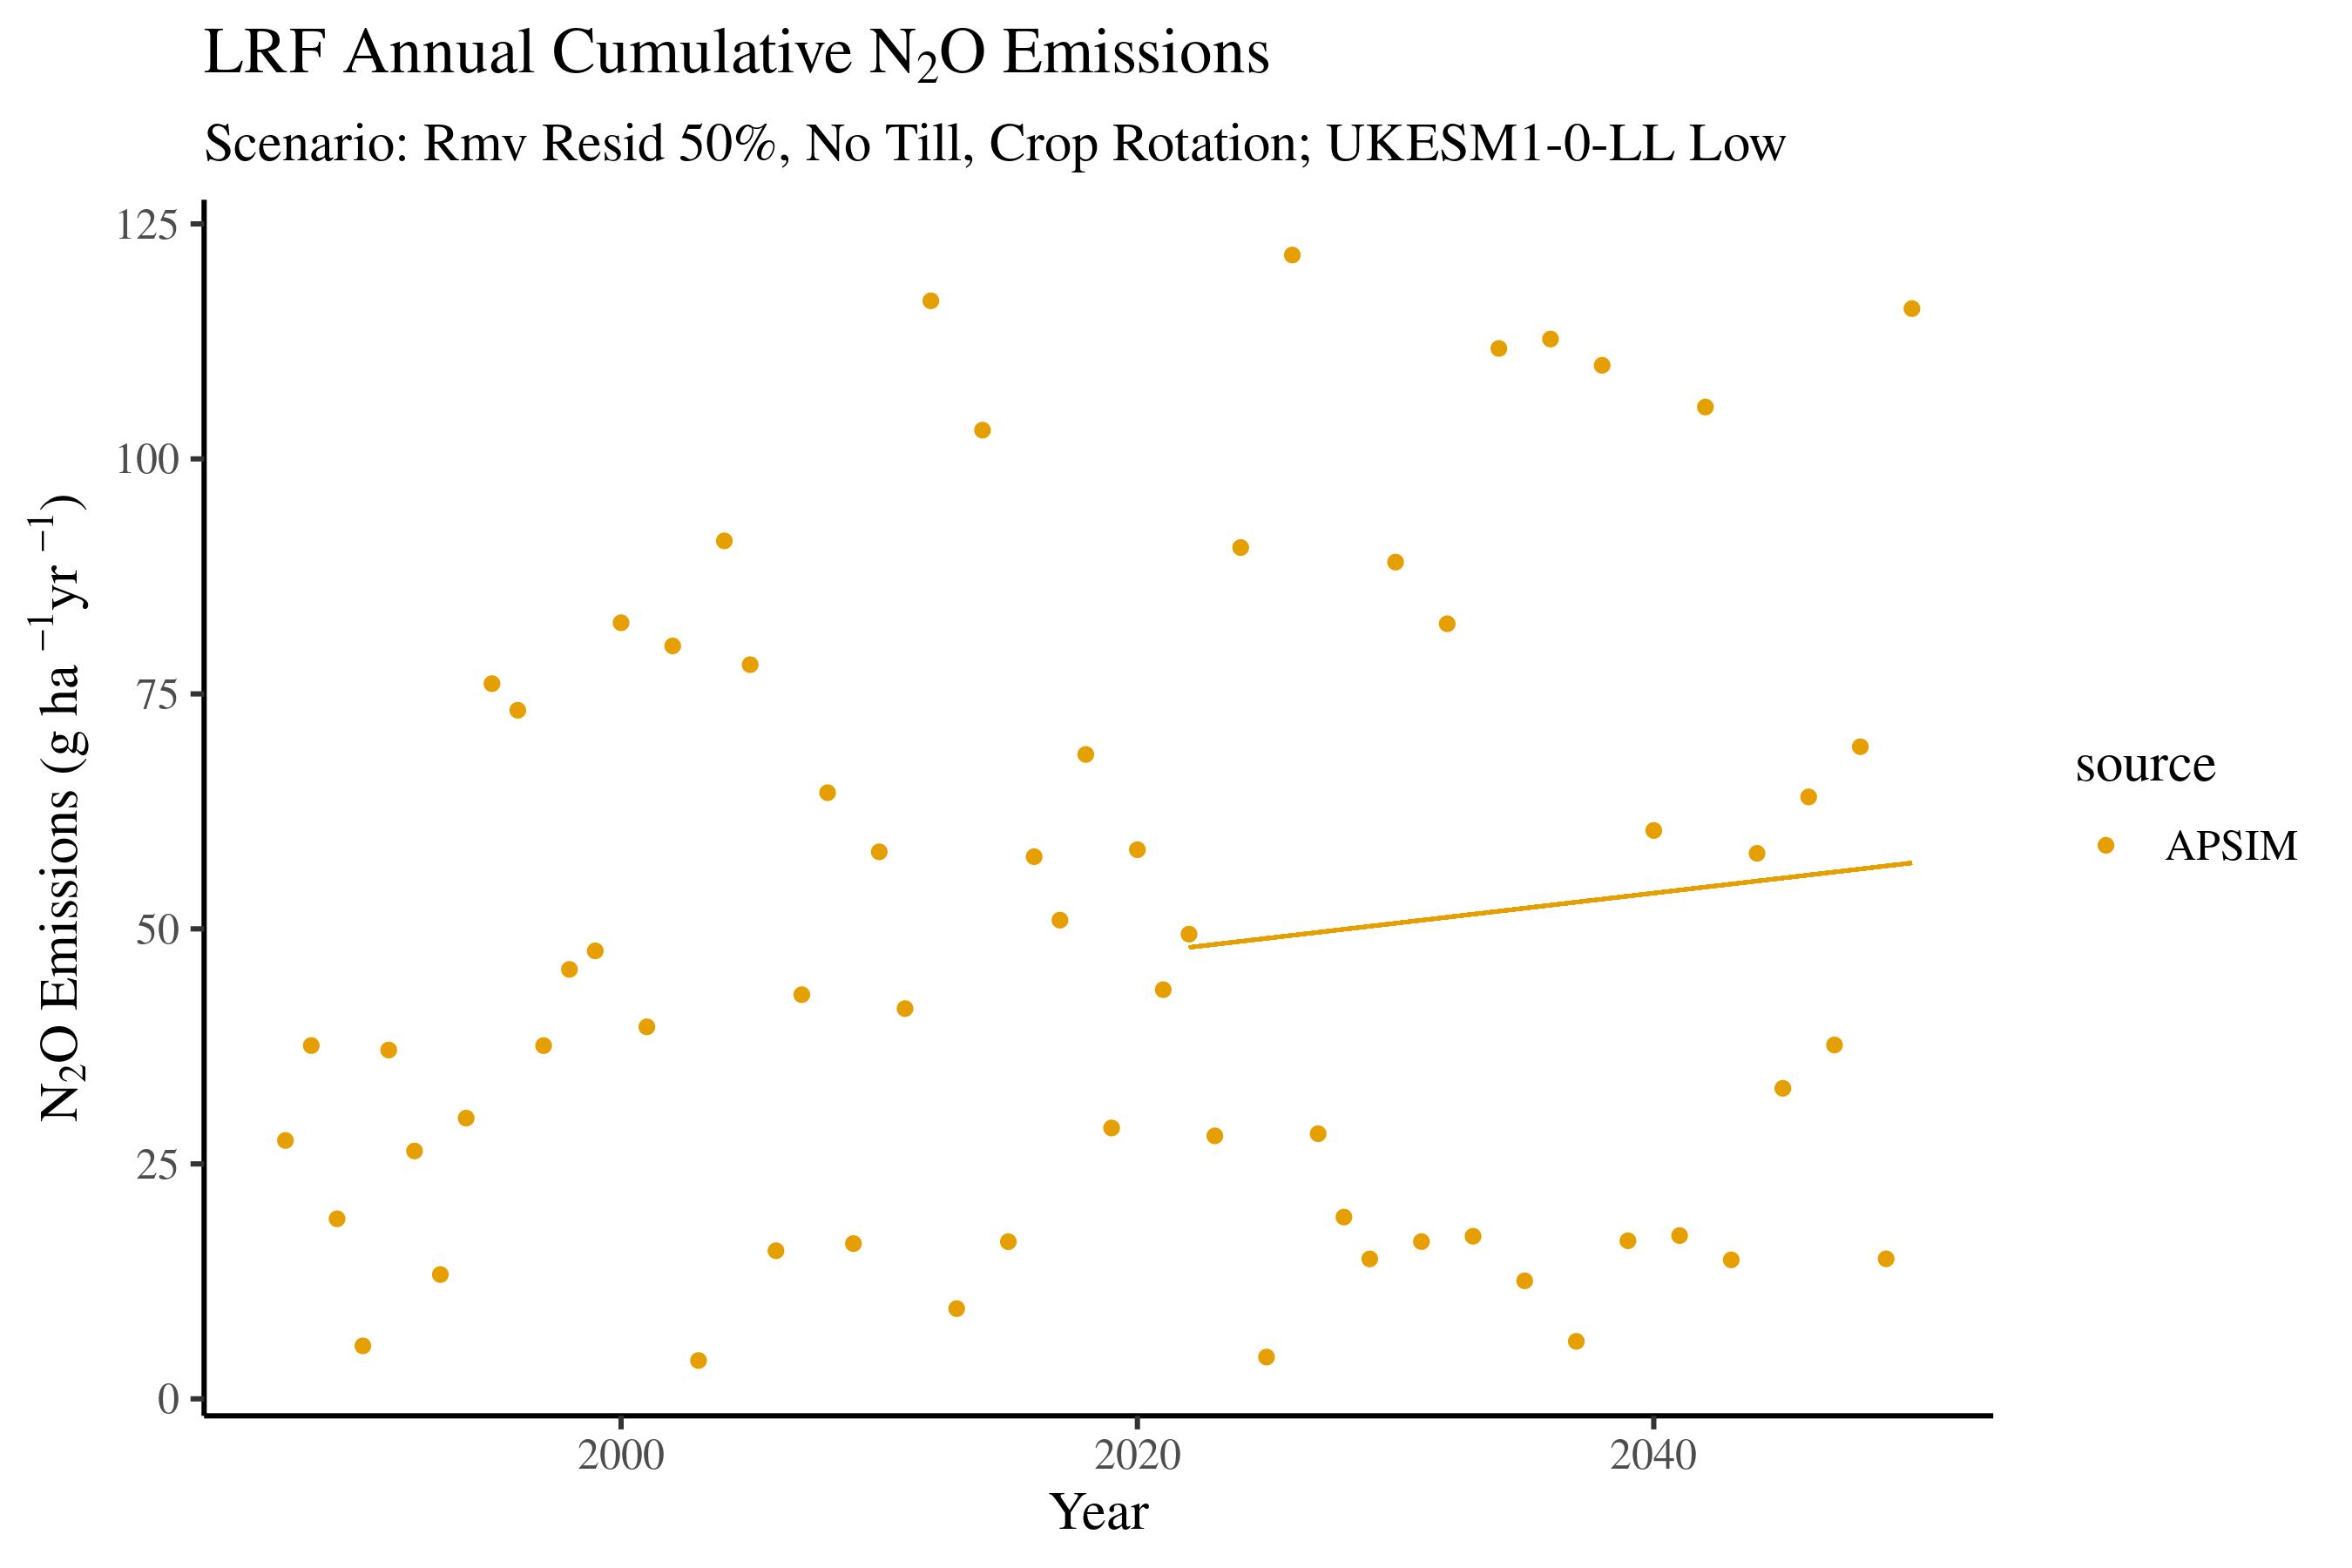 LRF Annual Cumulative N₂O Emissions
Scenario: Rmv Resid 50%, No Till, Crop Rotation; UKESM1-0-LL Low
N₂O Emissions (g ha⁻¹yr⁻¹)
125
100
75
50
25
0
2000 2020 2040
Year
source
APSIM